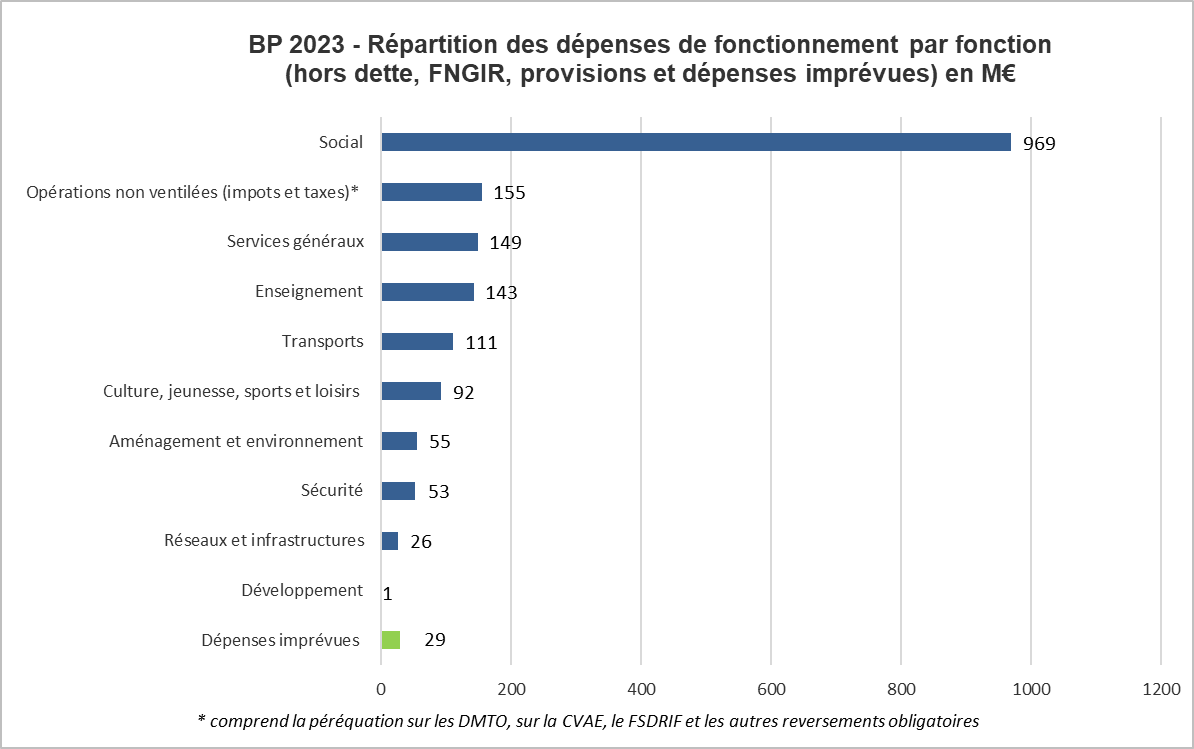 BP 2023 - Répartition des dépenses de fonctionnement par fonction
(hors dette, FNGIR, provisions et dépenses imprévues) en M€
Social 969
Opérations non ventilées (impots et taxes)* 155
Services généraux 149
Enseignement 143
Transports 111
Culture, jeunesse, sports et loisirs 92
Aménagement et environnement 55
Sécurité 53
Réseaux et infrastructures 26
Développement 1
Dépenses imprévues 29
0 200 400 600 800 1000 1200
* comprend la péréquation sur les DMTO, sur la CVAE, le FSDRIF et les autres reversements obligatoires